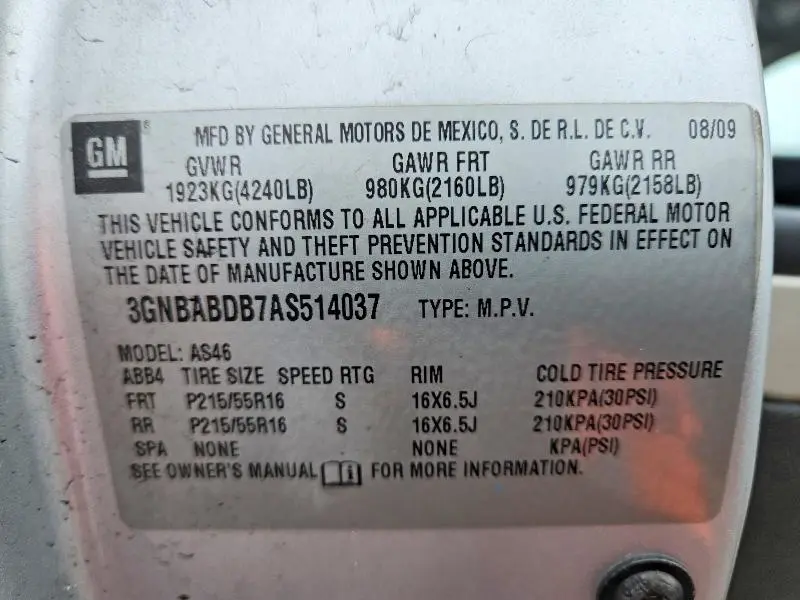 GM ® MFD BY GENERAL MOTORS DE MEXICO, S. DE R.L. DE C.V. 08/09
GVWR GAWR FRT GAWR RR
1923KG(4240LB) 980KG(2160LB) 979KG(2158LB)
THIS VEHICLE CONFORMS TO ALL APPLICABLE U.S. FEDERAL MOTOR
VEHICLE SAFETY AND THEFT PREVENTION STANDARDS IN EFFECT ON
THE DATE OF MANUFACTURE SHOWN ABOVE.
3GNBABDB7AS514037 TYPE: M.P.V.
MODEL: AS46
ABB4 TIRE SIZE SPEED RTG RIM COLD TIRE PRESSURE
FRT P215/55R16 S 16X6.5J 210KPA(30PSI)
RR P215/55R16 S 16X6.5J 210KPA(30PSI)
SPA NONE NONE KPA(PSI)
SEE OWNER'S MANUAL FOR MORE INFORMATION.